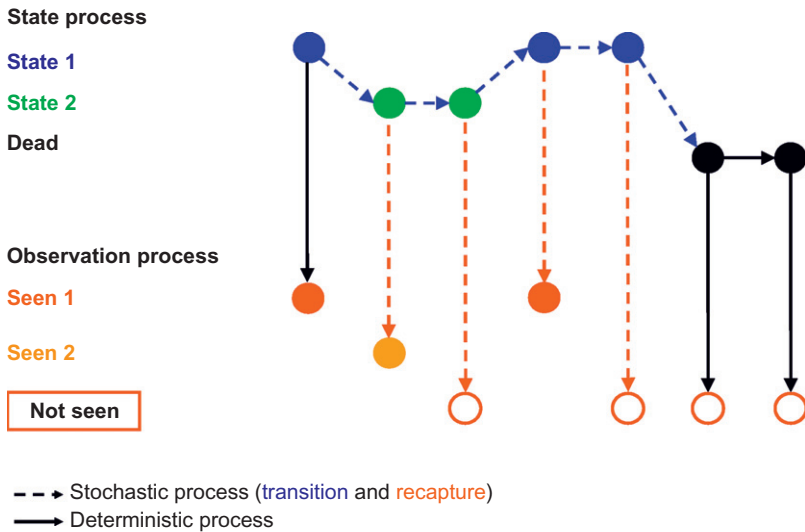 State process
State 1
State 2
Dead
Observation process
Seen 1
Seen 2
Not seen
Stochastic process (transition and recapture)
Deterministic process